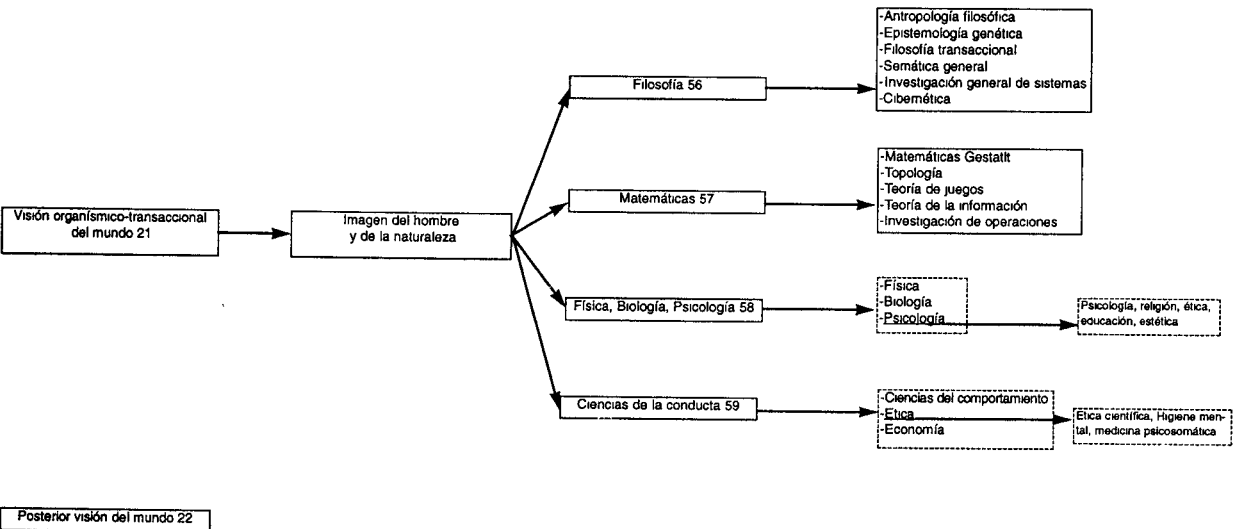 -Antropología filosófica
-Epistemología genética
-Filosofía transaccional
-Semática general
-Investigación general de sistemas
-Cibernética
Filosofía 56
-Matemáticas Gestatlt
-Topología
-Teoría de juegos
-Teoría de la información
-Investigación de operaciones
Matemáticas 57
Visión organísmico-transaccional
del mundo 21
Imagen del hombre
y de la naturaleza
Física, Biología, Psicología 58
-Física
-Biología
-Psicología
Psicología, religión, ética,
educación, estética
Ciencias de la conducta 59
-Ciencias del comportamiento
-Etica
-Economía
Etica científica, Higiene men-
tal, medicina psicosomática
Posterior visión del mundo 22